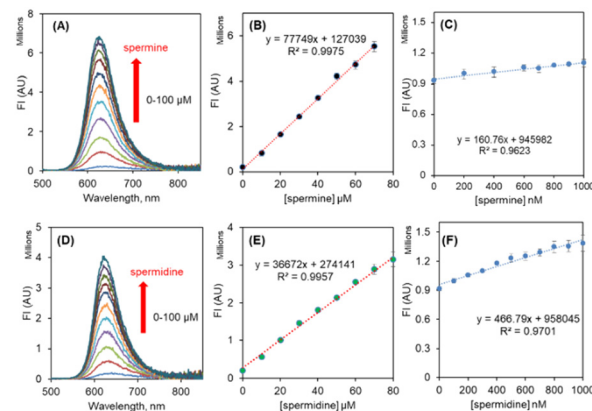 (A)
Millions
8
6
4
2
0
FI (AU)
spermine
0-100 µM
500 600 700 800
Wavelength, nm
(B)
Millions
6
4
2
0
FI (AU)
y = 77749x + 127039
R² = 0.9975
0 20 40 60 80
[spermine] µM
(C)
Millions
1.5
1.2
0.9
0.6
0.3
0
FI (AU)
y = 160.76x + 945982
R² = 0.9623
0 200 400 600 800 1000
[spermine] nM
(D)
Millions
5
4
3
2
1
0
FI (AU)
spermidine
0-100 µM
500 600 700 800
Wavelength, nm
(E)
Millions
4
3
2
1
0
FI (AU)
y = 36672x + 274141
R² = 0.9957
0 20 40 60 80
[spermidine] µM
(F)
Millions
1.8
1.5
1.2
0.9
0.6
0.3
0
FI (AU)
y = 466.79x + 958045
R² = 0.9701
0 200 400 600 800 1000
[spermidine] nM